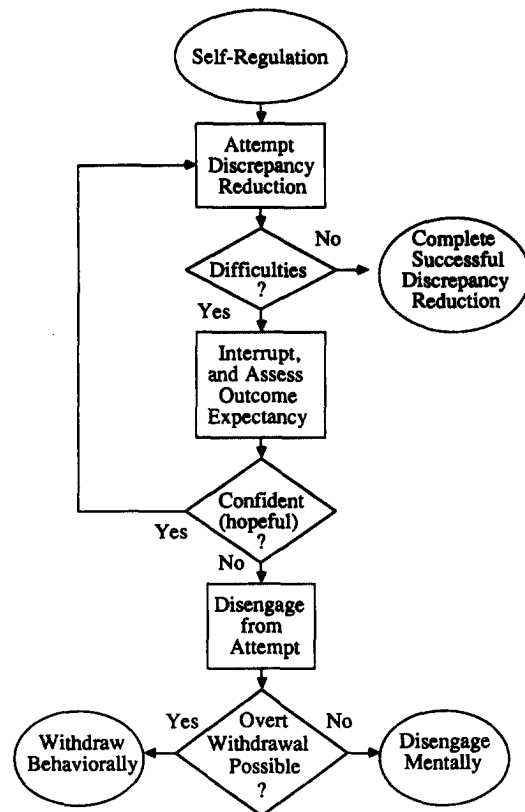 Self-Regulation
Attempt
Discrepancy
Reduction
No
Complete
Successful
Discrepancy
Reduction
Difficulties
?
Yes
Interrupt,
and Assess
Outcome
Expectancy
Confident
(hopeful)
?
Yes
No
Disengage
from
Attempt
Yes
Overt
Withdrawal
Possible
?
No
Withdraw
Behaviorally
Disengage
Mentally